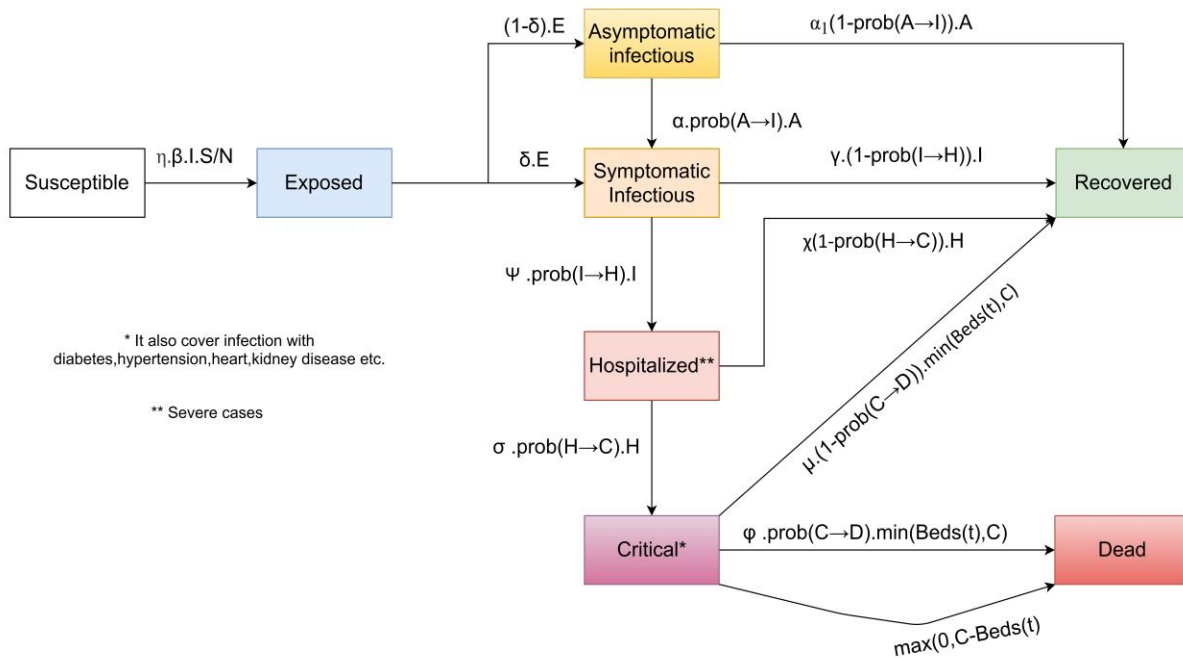 (1-δ).E
Asymptomatic
infectious
α₁(1-prob(A→I)).A
α.prob(A→I).A
Susceptible
η.β.I.S/N
Exposed
δ.E
Symptomatic
Infectious
γ.(1-prob(I→H)).I
Recovered
χ(1-prob(H→C)).H
Ψ .prob(I→H).I
* It also cover infection with
diabetes,hypertension,heart,kidney disease etc.
Hospitalized**
** Severe cases
μ.(1-prob(C→D)).min(Beds(t),C)
σ .prob(H→C).H
Critical*
φ .prob(C→D).min(Beds(t),C)
Dead
max(0,C-Beds(t)